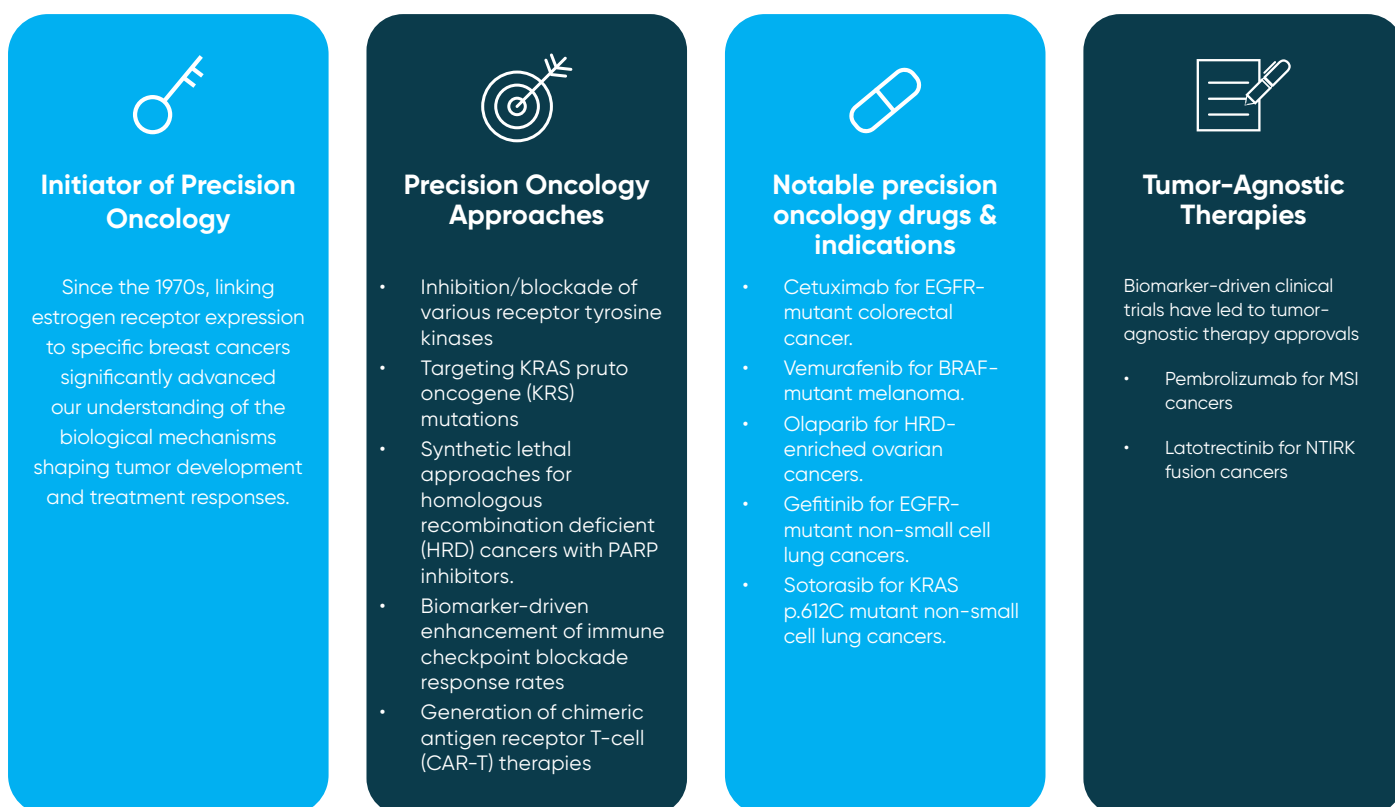 Initiator of Precision
Oncology
Since the 1970s, linking
estrogen receptor expression
to specific breast cancers
significantly advanced
our understanding of the
biological mechanisms
shaping tumor development
and treatment responses.
Precision Oncology
Approaches
• Inhibition/blockade of
various receptor tyrosine
kinases
• Targeting KRAS pruto
oncogene (KRS)
mutations
• Synthetic lethal
approaches for
homologous
recombination deficient
(HRD) cancers with PARP
inhibitors.
• Biomarker-driven
enhancement of immune
checkpoint blockade
response rates
• Generation of chimeric
antigen receptor T-cell
(CAR-T) therapies
Notable precision
oncology drugs &
indications
• Cetuximab for EGFR-
mutant colorectal
cancer.
• Vemurafenib for BRAF-
mutant melanoma.
• Olaparib for HRD-
enriched ovarian
cancers.
• Gefitinib for EGFR-
mutant non-small cell
lung cancers.
• Sotorasib for KRAS
p.612C mutant non-small
cell lung cancers.
Tumor-Agnostic
Therapies
Biomarker-driven clinical
trials have led to tumor-
agnostic therapy approvals
• Pembrolizumab for MSI
cancers
• Latotrectinib for NTIRK
fusion cancers